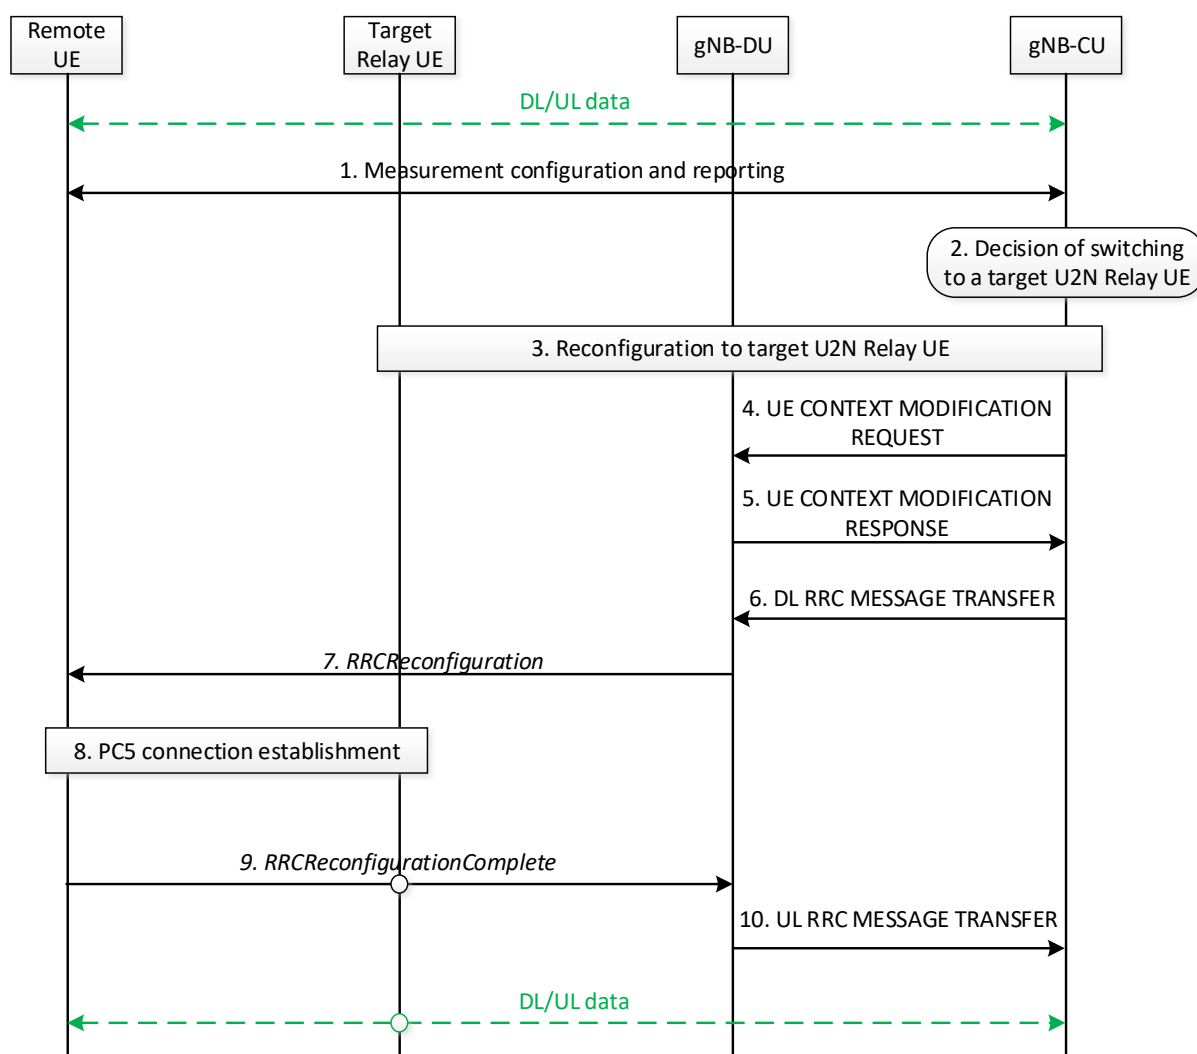 Remote
UE
Target
Relay UE
gNB-DU
gNB-CU
DL/UL data
1. Measurement configuration and reporting
2. Decision of switching
to a target U2N Relay UE
3. Reconfiguration to target U2N Relay UE
4. UE CONTEXT MODIFICATION
REQUEST
5. UE CONTEXT MODIFICATION
RESPONSE
6. DL RRC MESSAGE TRANSFER
7. RRCReconfiguration
8. PC5 connection establishment
9. RRCReconfigurationComplete
10. UL RRC MESSAGE TRANSFER
DL/UL data